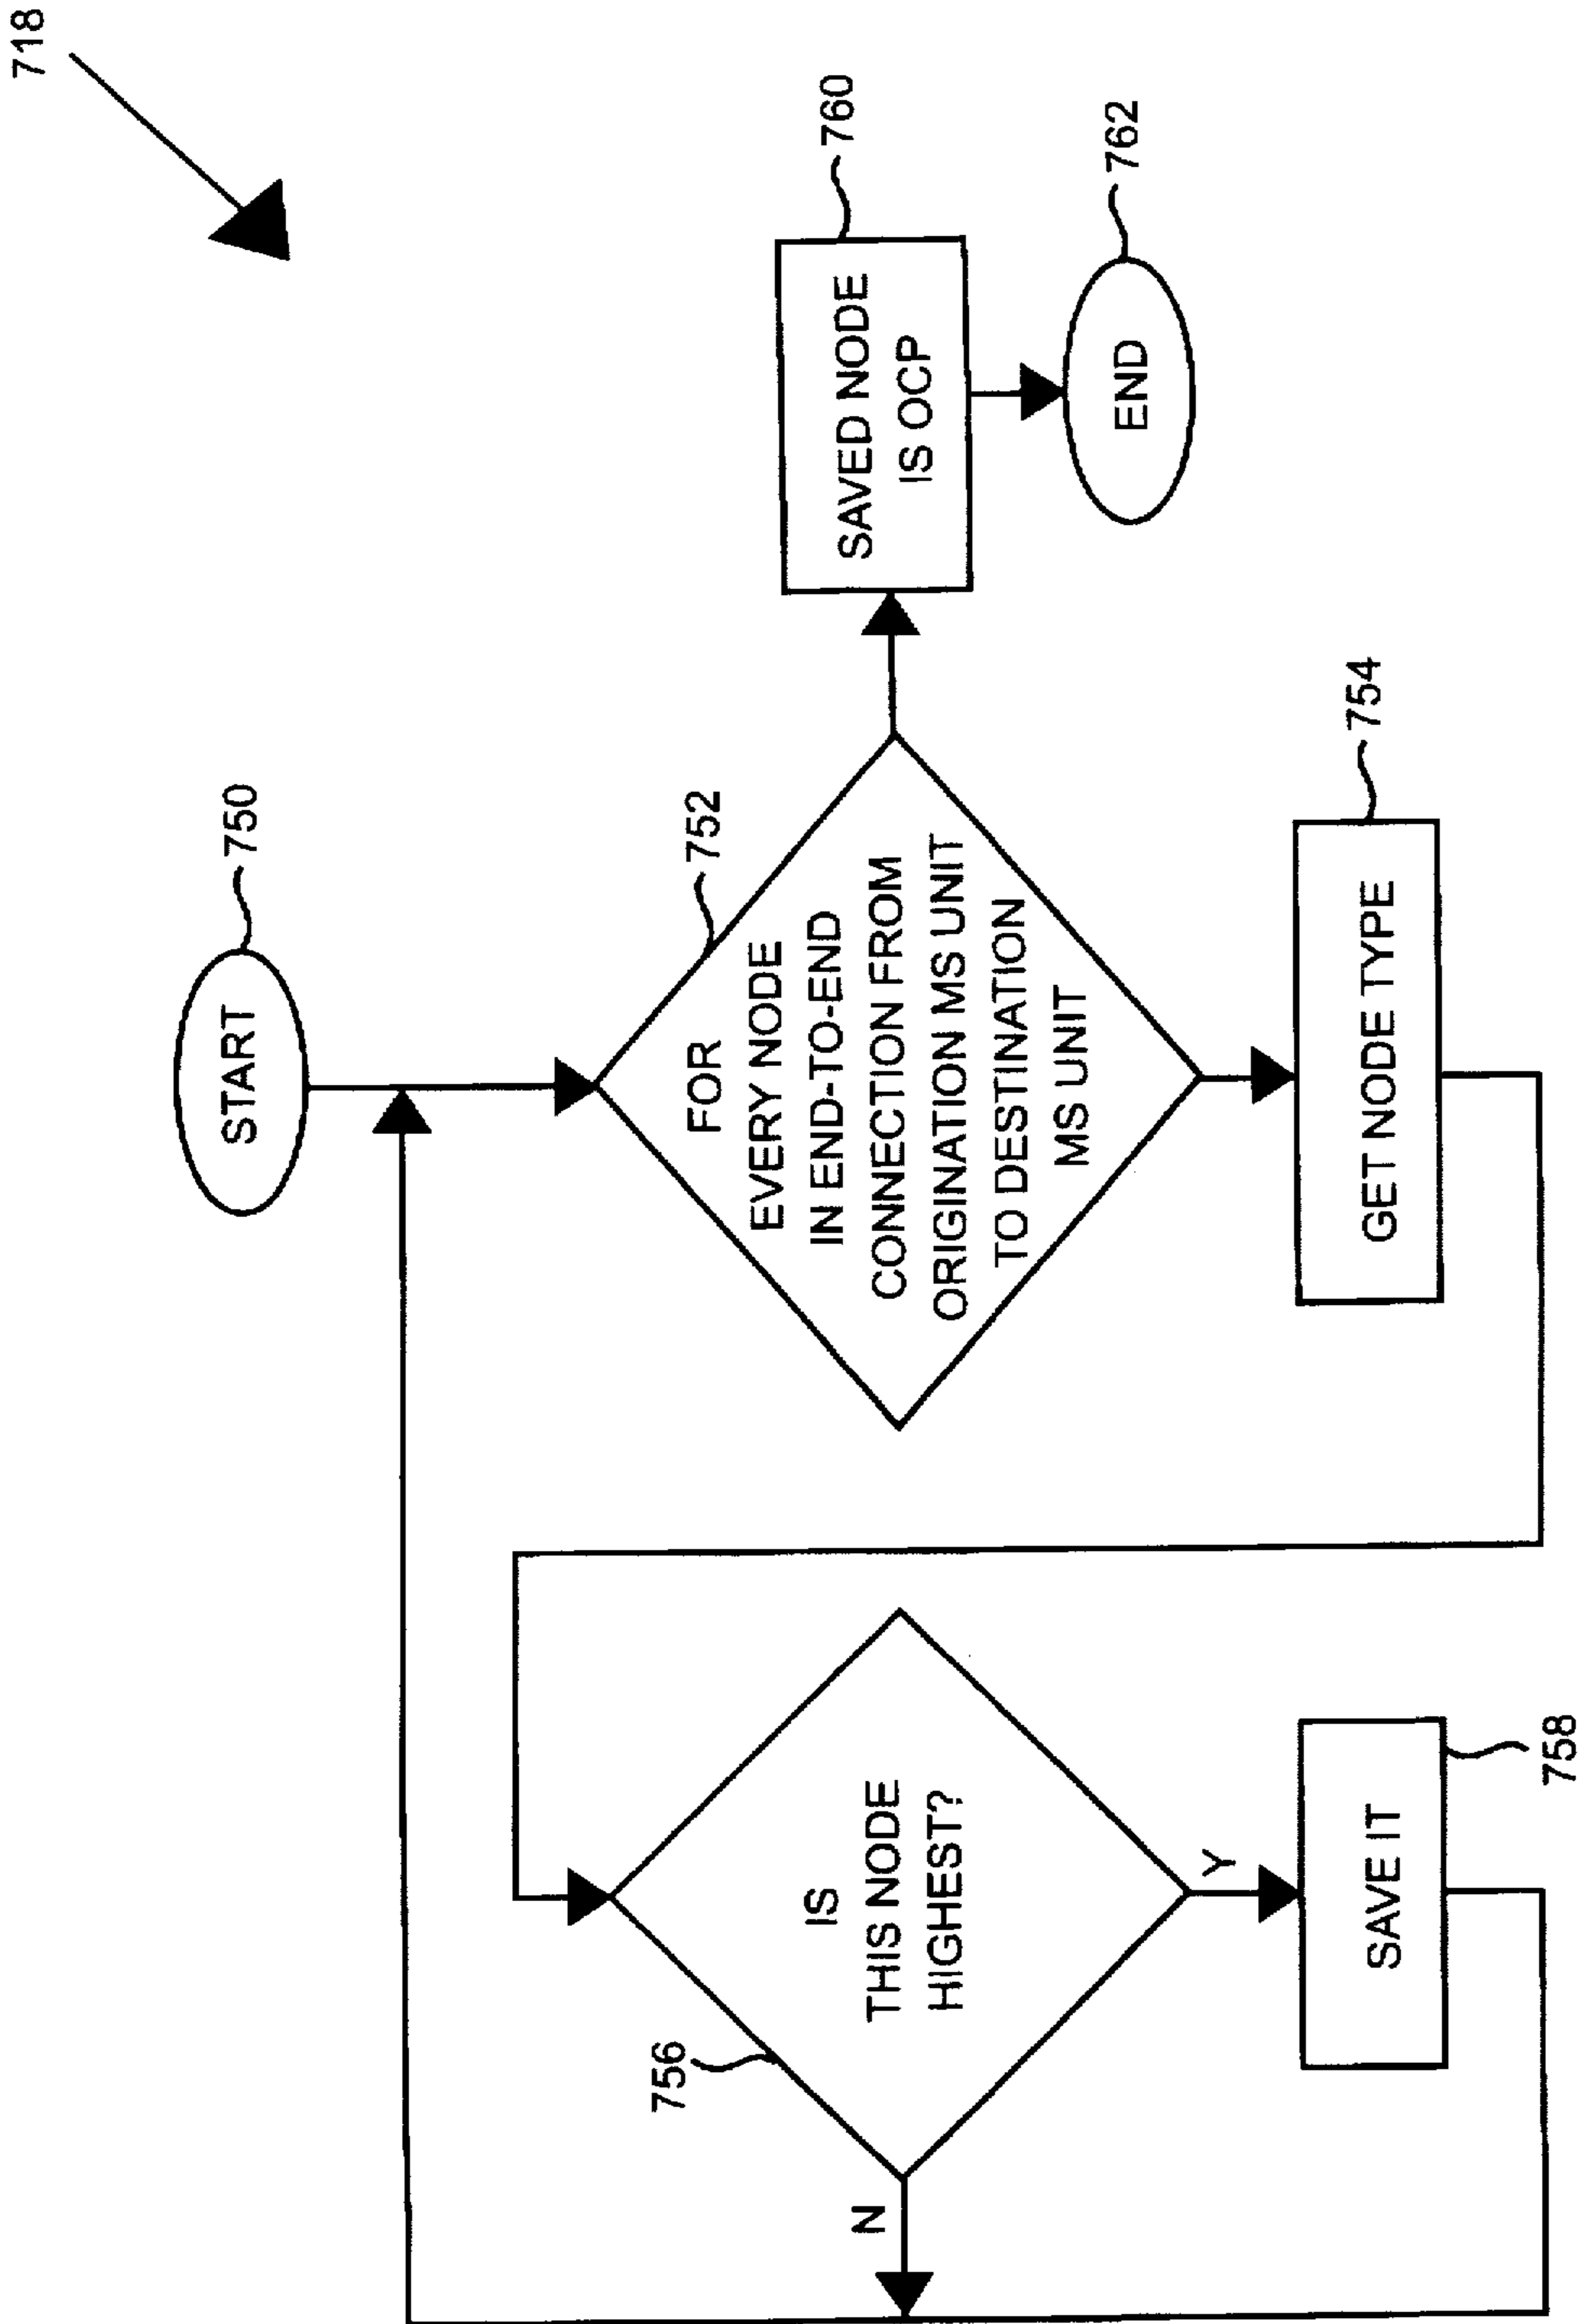 718
START
750
FOR
EVERY NODE
IN END-TO-END
CONNECTION FROM
ORIGINATION MS UNIT
TO DESTINATION
MS UNIT
752
SAVED NODE
IS OCP
760
END
762
GET NODE TYPE
754
IS
THIS NODE
HIGHEST?
756
N
Y
SAVE IT
758